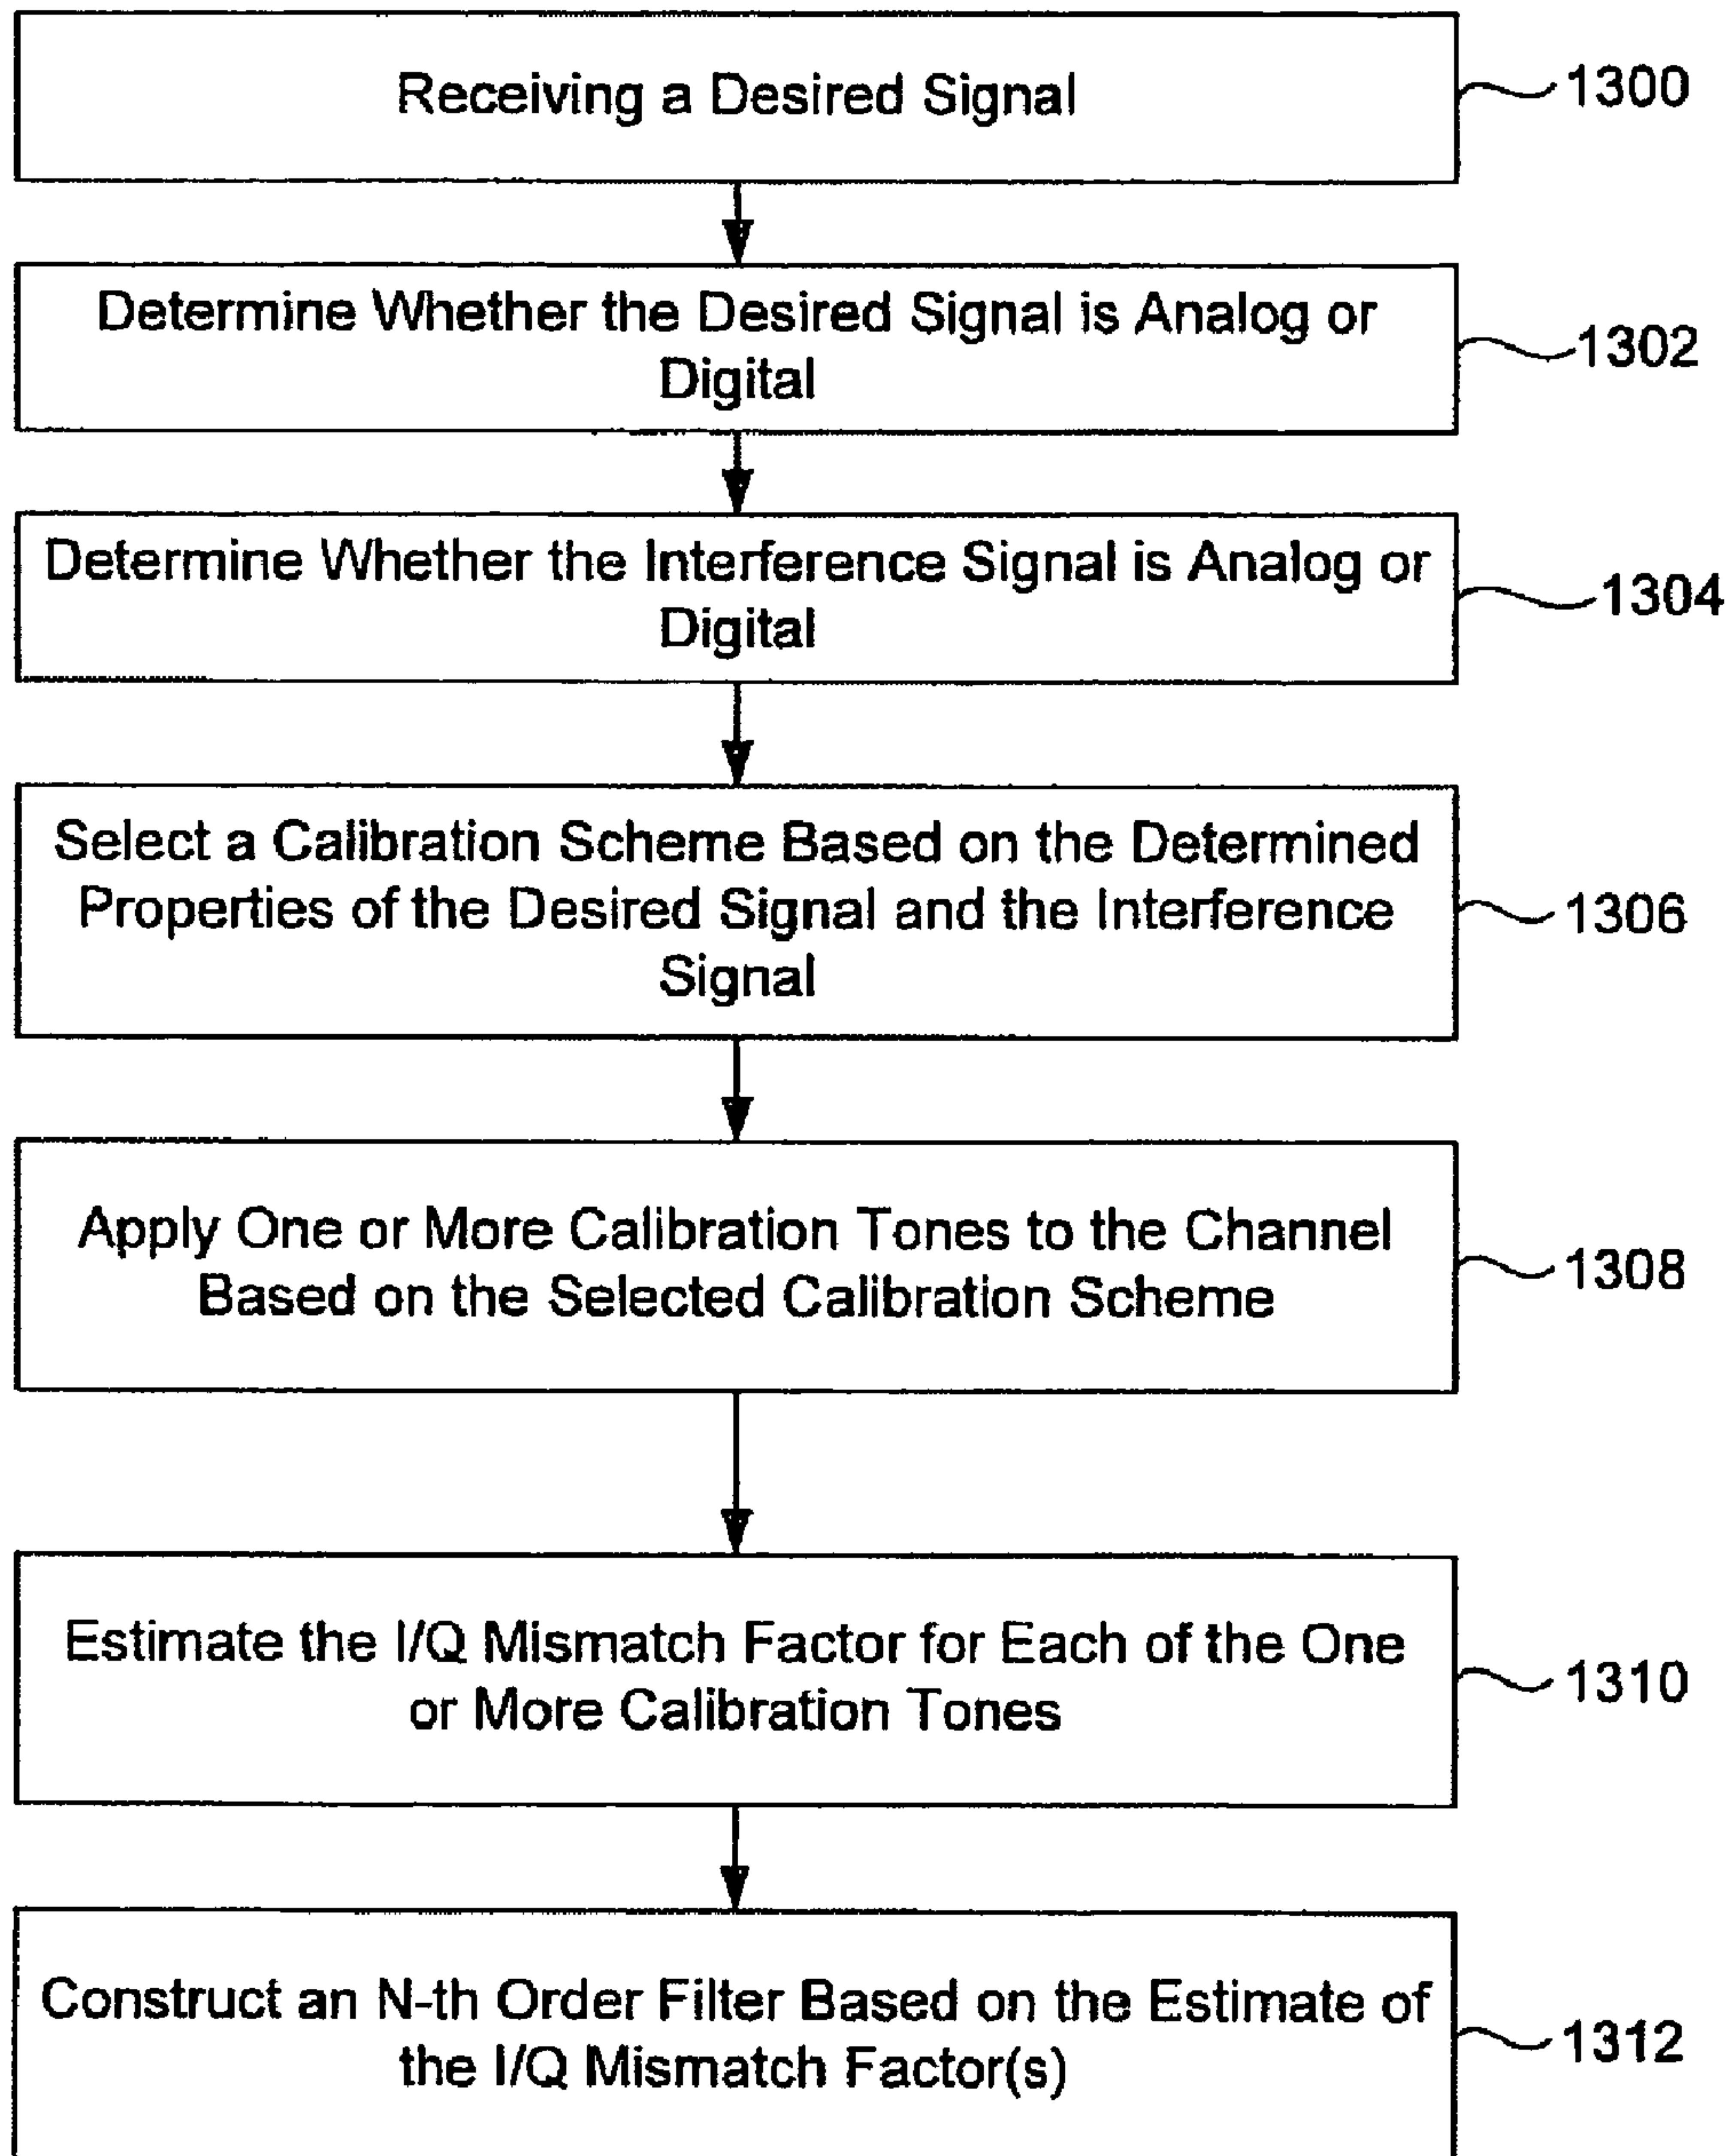 Receiving a Desired Signal
1300
Determine Whether the Desired Signal is Analog or
Digital
1302
Determine Whether the Interference Signal is Analog or
Digital
1304
Select a Calibration Scheme Based on the Determined
Properties of the Desired Signal and the Interference
Signal
1306
Apply One or More Calibration Tones to the Channel
Based on the Selected Calibration Scheme
1308
Estimate the I/Q Mismatch Factor for Each of the One
or More Calibration Tones
1310
Construct an N-th Order Filter Based on the Estimate of
the I/Q Mismatch Factor(s)
1312